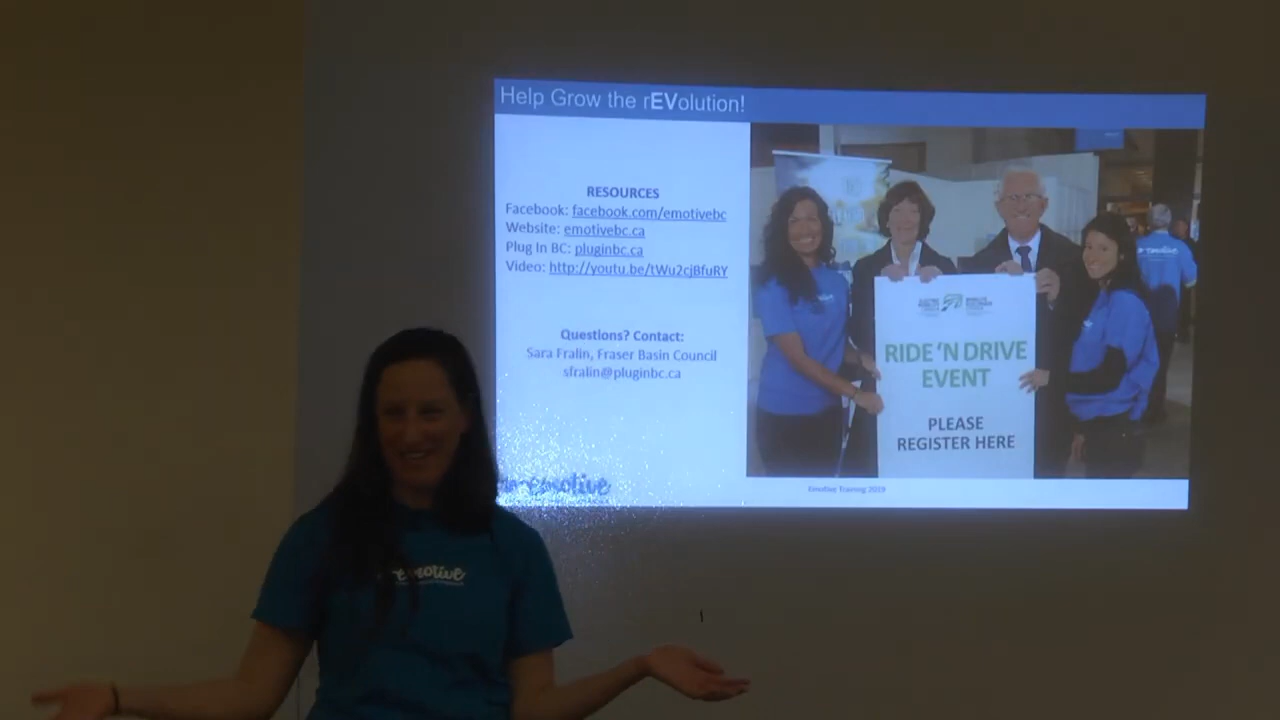 Help Grow the rEVolution!
RESOURCES
Facebook: facebook.com/emotivebc
Website: emotivebc.ca
Plug In BC: pluginbc.ca
Video: http://youtu.be/tWu2cjBfuRY
Questions? Contact:
Sara Fralin, Fraser Basin Council
sfralin@pluginbc.ca
emotive
Emotive Training 2019
RIDE 'N DRIVE
EVENT
PLEASE
REGISTER HERE
emotive
emotive